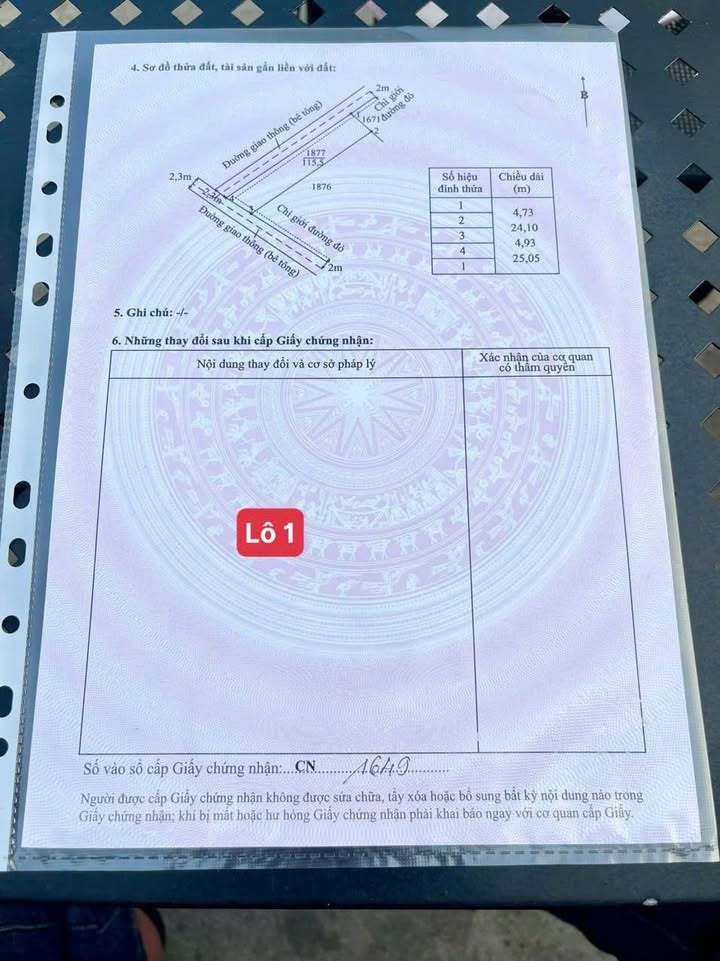 4. Sơ đồ thửa đất, tài sản gắn liền với đất:
B
2m
Chỉ giới
đường đỏ
Đường giao thông (bê tông)
1
1671
2
1877
115,5
1876
2,3m
2,3m
4
3
Chỉ giới đường đỏ
Đường giao thông (bê tông)
2m
Số hiệu đỉnh thửa
Chiều dài (m)
1
4,73
2
24,10
3
4,93
4
25,05
1
5. Ghi chú: -/-
6. Những thay đổi sau khi cấp Giấy chứng nhận:
Nội dung thay đổi và cơ sở pháp lý
Xác nhận của cơ quan
có thẩm quyền
Lô 1
Số vào sổ cấp Giấy chứng nhận:...CN.........1649............
Người được cấp Giấy chứng nhận không được sửa chữa, tẩy xóa hoặc bổ sung bất kỳ nội dung nào trong
Giấy chứng nhận; khi bị mất hoặc hư hỏng Giấy chứng nhận phải khai báo ngay với cơ quan cấp Giấy.